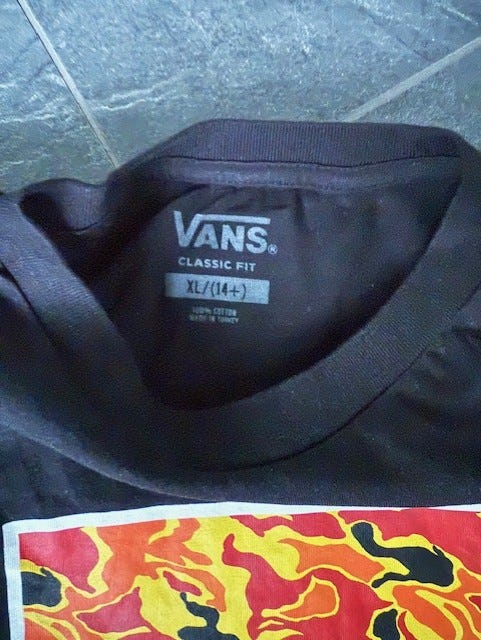 VANS®
CLASSIC FIT
XL/(14+)
100% COTTON
MADE IN TURKEY